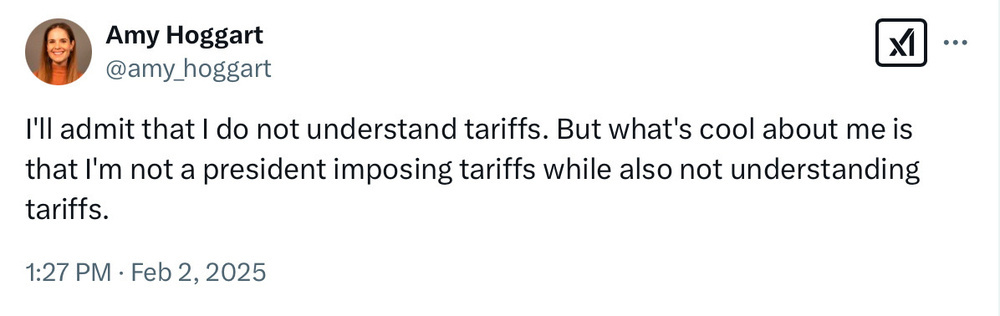 Amy Hoggart
@amy_hoggart
I'll admit that I do not understand tariffs. But what's cool about me is
that I'm not a president imposing tariffs while also not understanding
tariffs.
1:27 PM · Feb 2, 2025